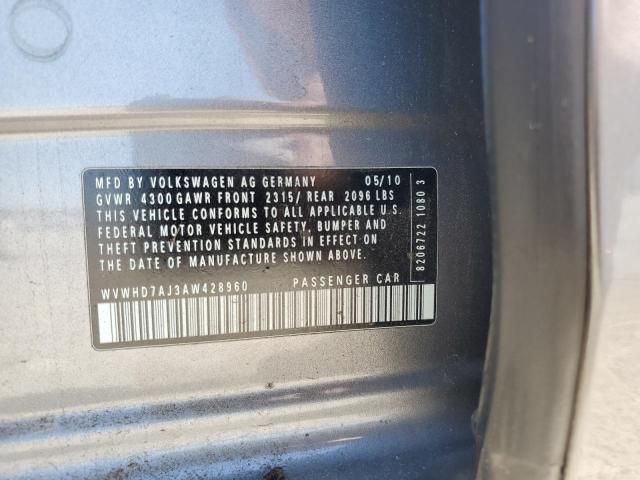 MFD BY VOLKSWAGEN AG GERMANY 05/10
GVWR 4300 GAWR FRONT 2315/ REAR 2096 LBS
THIS VEHICLE CONFORMS TO ALL APPLICABLE U.S.
FEDERAL MOTOR VEHICLE SAFETY, BUMPER AND
THEFT PREVENTION STANDARDS IN EFFECT ON
THE DATE OF MANUFACTURE SHOWN ABOVE.
WVWHD7AJ3AW428960 PASSENGER CAR
8206722 1080 3